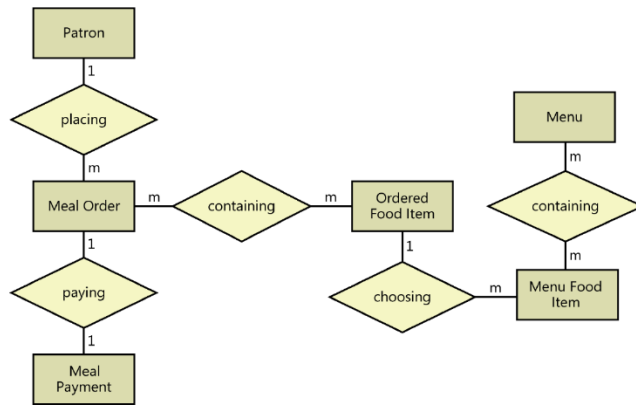 Patron
1
placing
m
Meal Order
m
containing
m
Ordered
Food Item
1
choosing
m
Menu Food
Item
m
containing
m
Menu
1
paying
1
Meal
Payment